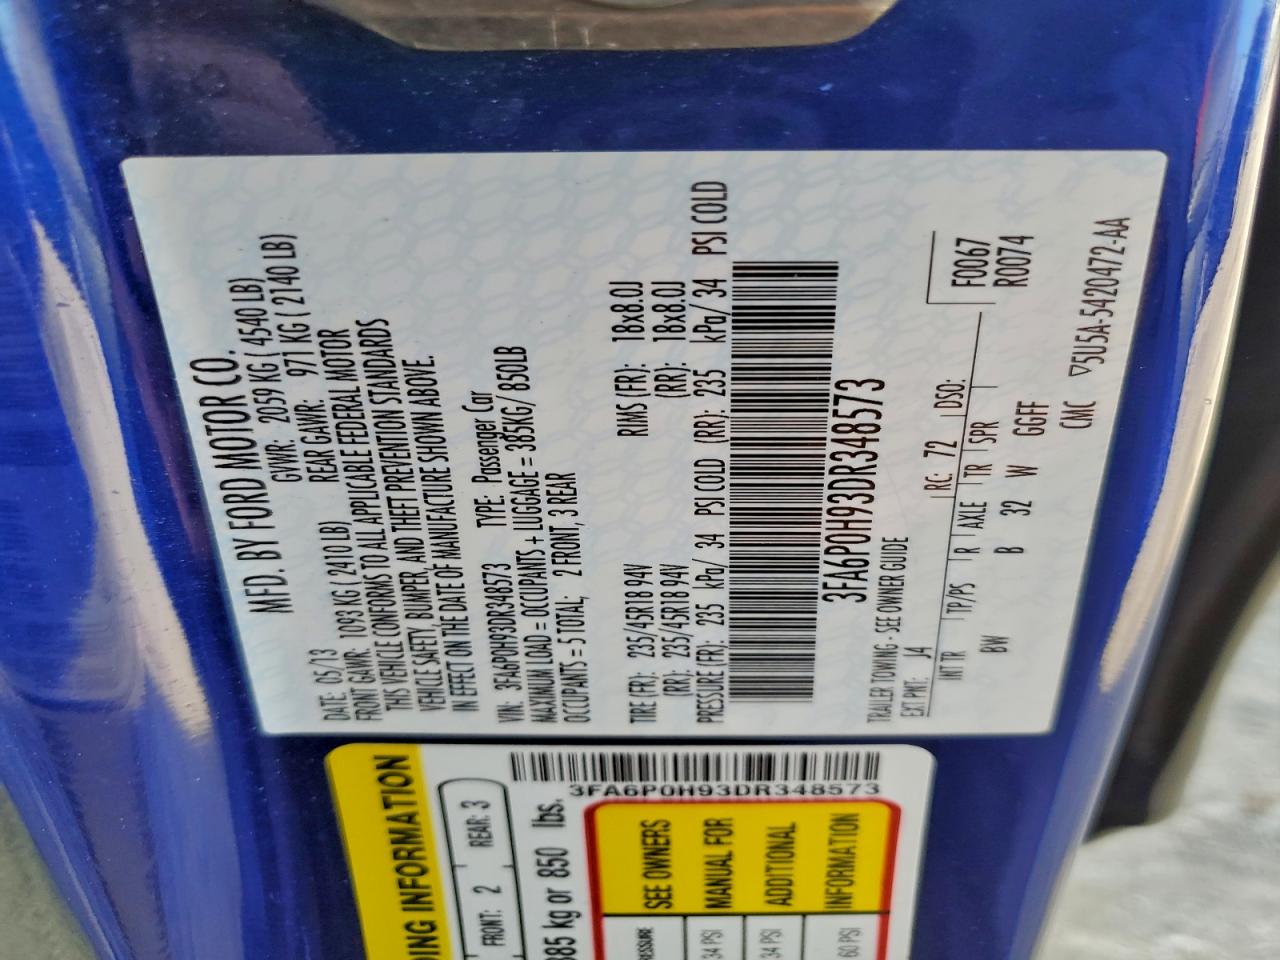 MFD. BY FORD MOTOR CO.
DATE: 05/13 GVWR: 2059 KG ( 4540 LB)
FRONT GAWR: 1093 KG ( 2410 LB) REAR GAWR: 971 KG ( 2140 LB)
THIS VEHICLE CONFORMS TO ALL APPLICABLE FEDERAL MOTOR
VEHICLE SAFETY, BUMPER, AND THEFT PREVENTION STANDARDS
IN EFFECT ON THE DATE OF MANUFACTURE SHOWN ABOVE.
VIN: 3FA6P0H93DR348573 TYPE: Passenger Car
MAXIMUM LOAD = OCCUPANTS + LUGGAGE = 385KG/ 850LB
OCCUPANTS = 5 TOTAL; 2 FRONT, 3 REAR
TIRE (FR): 235/45R18 94V RIMS (FR): 18x8.0J
(RR): 235/45R18 94V (RR): 18x8.0J
PRESSURE (FR): 235 kPa/ 34 PSI COLD (RR): 235 kPa/ 34 PSI COLD
3FA6P0H93DR348573
TRAILER TOWING - SEE OWNER GUIDE
EXT PNT: J4 RC: 72 DSO: F0067
R0074
INT TR TP/PS R AXLE TR SPR
BW B 32 W GGFF
CMC ▽5U5A-5420472-AA
3FA6P0H93DR348573
DING INFORMATION
FRONT: 2 REAR: 3
385 kg or 850 lbs.
SEE OWNERS
MANUAL FOR
ADDITIONAL
INFORMATION
34 PSI
34 PSI
60 PSI